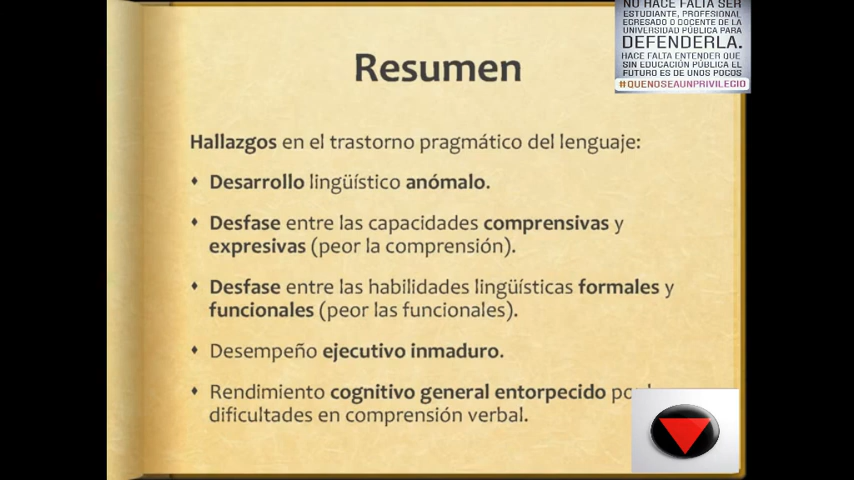 NO HACE FALTA SER
ESTUDIANTE, PROFESIONAL
EGRESADO O DOCENTE DE LA
UNIVERSIDAD PÚBLICA PARA
DEFENDERLA.
HACE FALTA ENTENDER QUE
SIN EDUCACIÓN PÚBLICA EL
FUTURO ES DE UNOS POCOS
#QUENOSEAUNPRIVILEGIO
Resumen
Hallazgos en el trastorno pragmático del lenguaje:
Desarrollo lingüístico anómalo.
Desfase entre las capacidades comprensivas y
expresivas (peor la comprensión).
Desfase entre las habilidades lingüísticas formales y
funcionales (peor las funcionales).
Desempeño ejecutivo inmaduro.
Rendimiento cognitivo general entorpecido
dificultades en comprensión verbal.